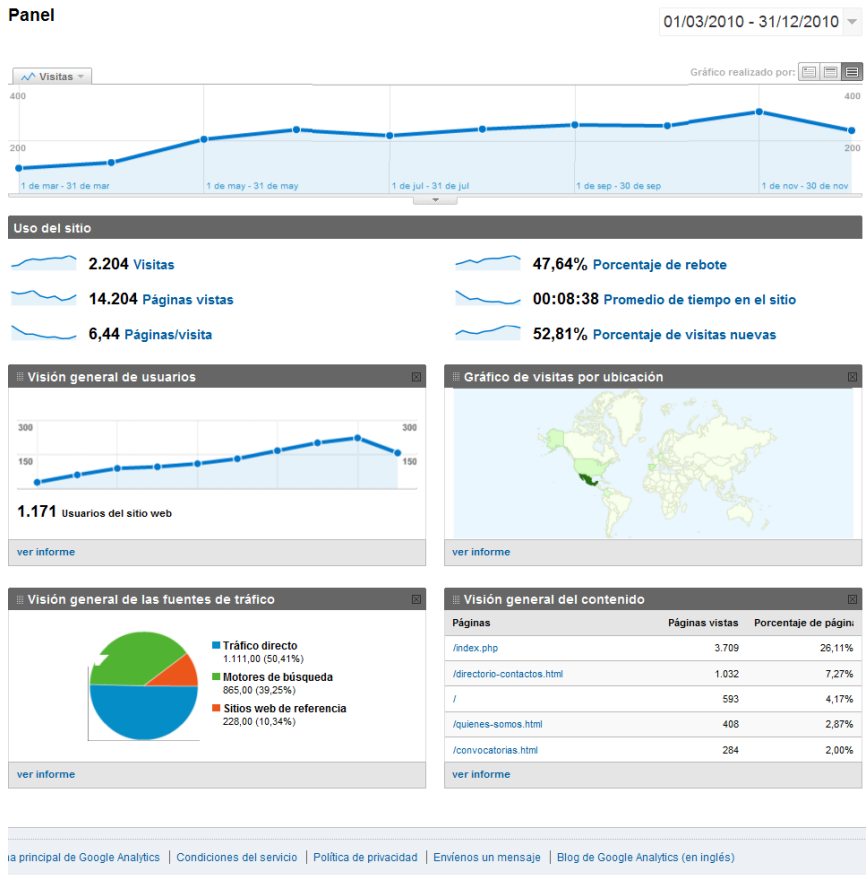 Panel
01/03/2010 - 31/12/2010
Visitas
Gráfico realizado por:
400 400
200 200
1 de mar - 31 de mar 1 de may - 31 de may 1 de jul - 31 de jul 1 de sep - 30 de sep 1 de nov - 30 de nov
Uso del sitio
2.204 Visitas
47,64% Porcentaje de rebote
14.204 Páginas vistas
00:08:38 Promedio de tiempo en el sitio
6,44 Páginas/visita
52,81% Porcentaje de visitas nuevas
Visión general de usuarios
300 300
150 150
1.171 Usuarios del sitio web
ver informe
Gráfico de visitas por ubicación
ver informe
Visión general de las fuentes de tráfico
Tráfico directo
1.111,00 (50,41%)
Motores de búsqueda
865,00 (39,25%)
Sitios web de referencia
228,00 (10,34%)
ver informe
Visión general del contenido
Páginas Páginas vistas Porcentaje de página
/index.php 3.709 26,11%
/directorio-contactos.html 1.032 7,27%
/ 593 4,17%
/quienes-somos.html 408 2,87%
/convocatorias.html 284 2,00%
ver informe
na principal de Google Analytics | Condiciones del servicio | Política de privacidad | Envíenos un mensaje | Blog de Google Analytics (en inglés)